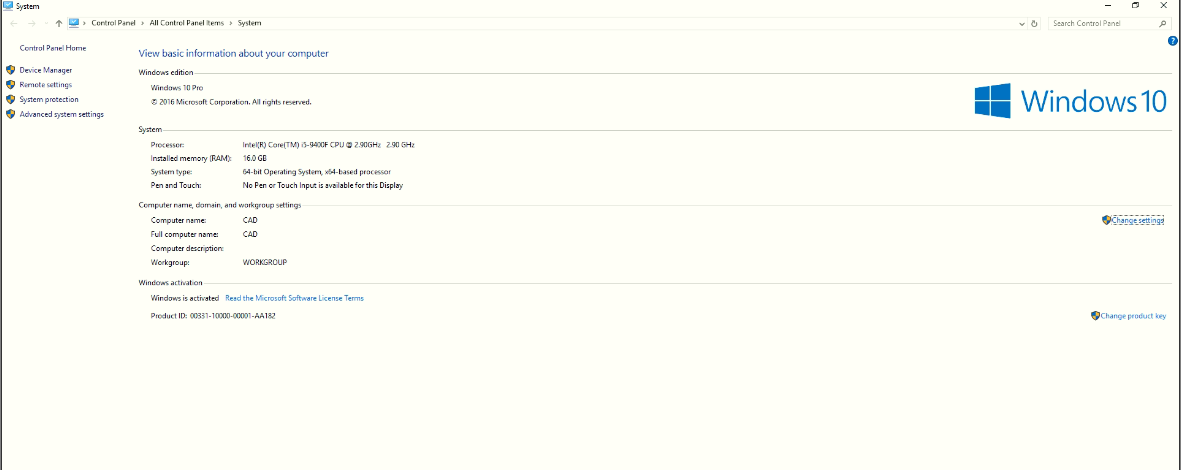 System
Control Panel › All Control Panel Items › System
Search Control Panel
Control Panel Home
Device Manager
Remote settings
System protection
Advanced system settings
View basic information about your computer
Windows edition
Windows 10 Pro
© 2016 Microsoft Corporation. All rights reserved.
Windows 10
System
Processor: Intel(R) Core(TM) i5-9400F CPU @ 2.90GHz 2.90 GHz
Installed memory (RAM): 16.0 GB
System type: 64-bit Operating System, x64-based processor
Pen and Touch: No Pen or Touch Input is available for this Display
Computer name, domain, and workgroup settings
Computer name: CAD
Change settings
Full computer name: CAD
Computer description:
Workgroup: WORKGROUP
Windows activation
Windows is activated Read the Microsoft Software License Terms
Product ID: 00331-10000-00001-AA182
Change product key